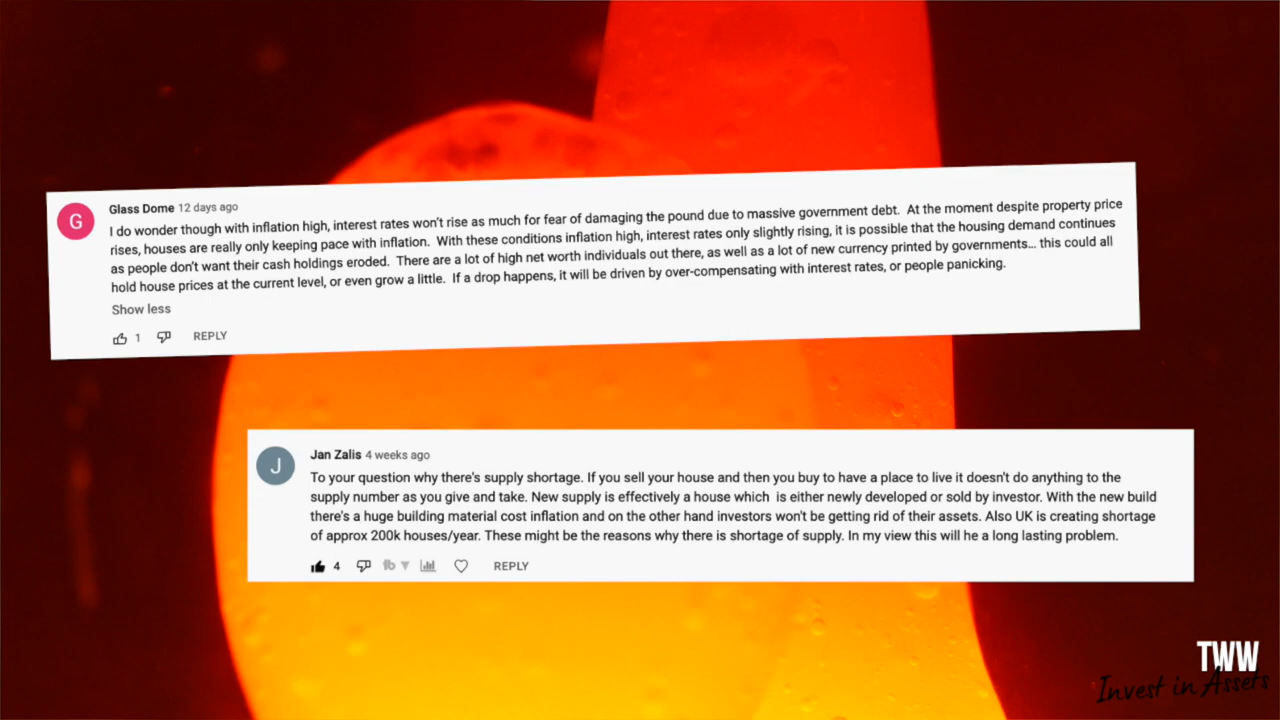 G
Glass Dome 12 days ago
I do wonder though with inflation high, interest rates won't rise as much for fear of damaging the pound due to massive government debt. At the moment despite property price
rises, houses are really only keeping pace with inflation. With these conditions inflation high, interest rates only slightly rising, it is possible that the housing demand continues
as people don't want their cash holdings eroded. There are a lot of high net worth individuals out there, as well as a lot of new currency printed by governments... this could all
hold house prices at the current level, or even grow a little. If a drop happens, it will be driven by over-compensating with interest rates, or people panicking.
Show less
1 REPLY
J
Jan Zalis 4 weeks ago
To your question why there's supply shortage. If you sell your house and then you buy to have a place to live it doesn't do anything to the
supply number as you give and take. New supply is effectively a house which is either newly developed or sold by investor. With the new build
there's a huge building material cost inflation and on the other hand investors won't be getting rid of their assets. Also UK is creating shortage
of approx 200k houses/year. These might be the reasons why there is shortage of supply. In my view this will he a long lasting problem.
4 REPLY
TWW
Invest in Assets